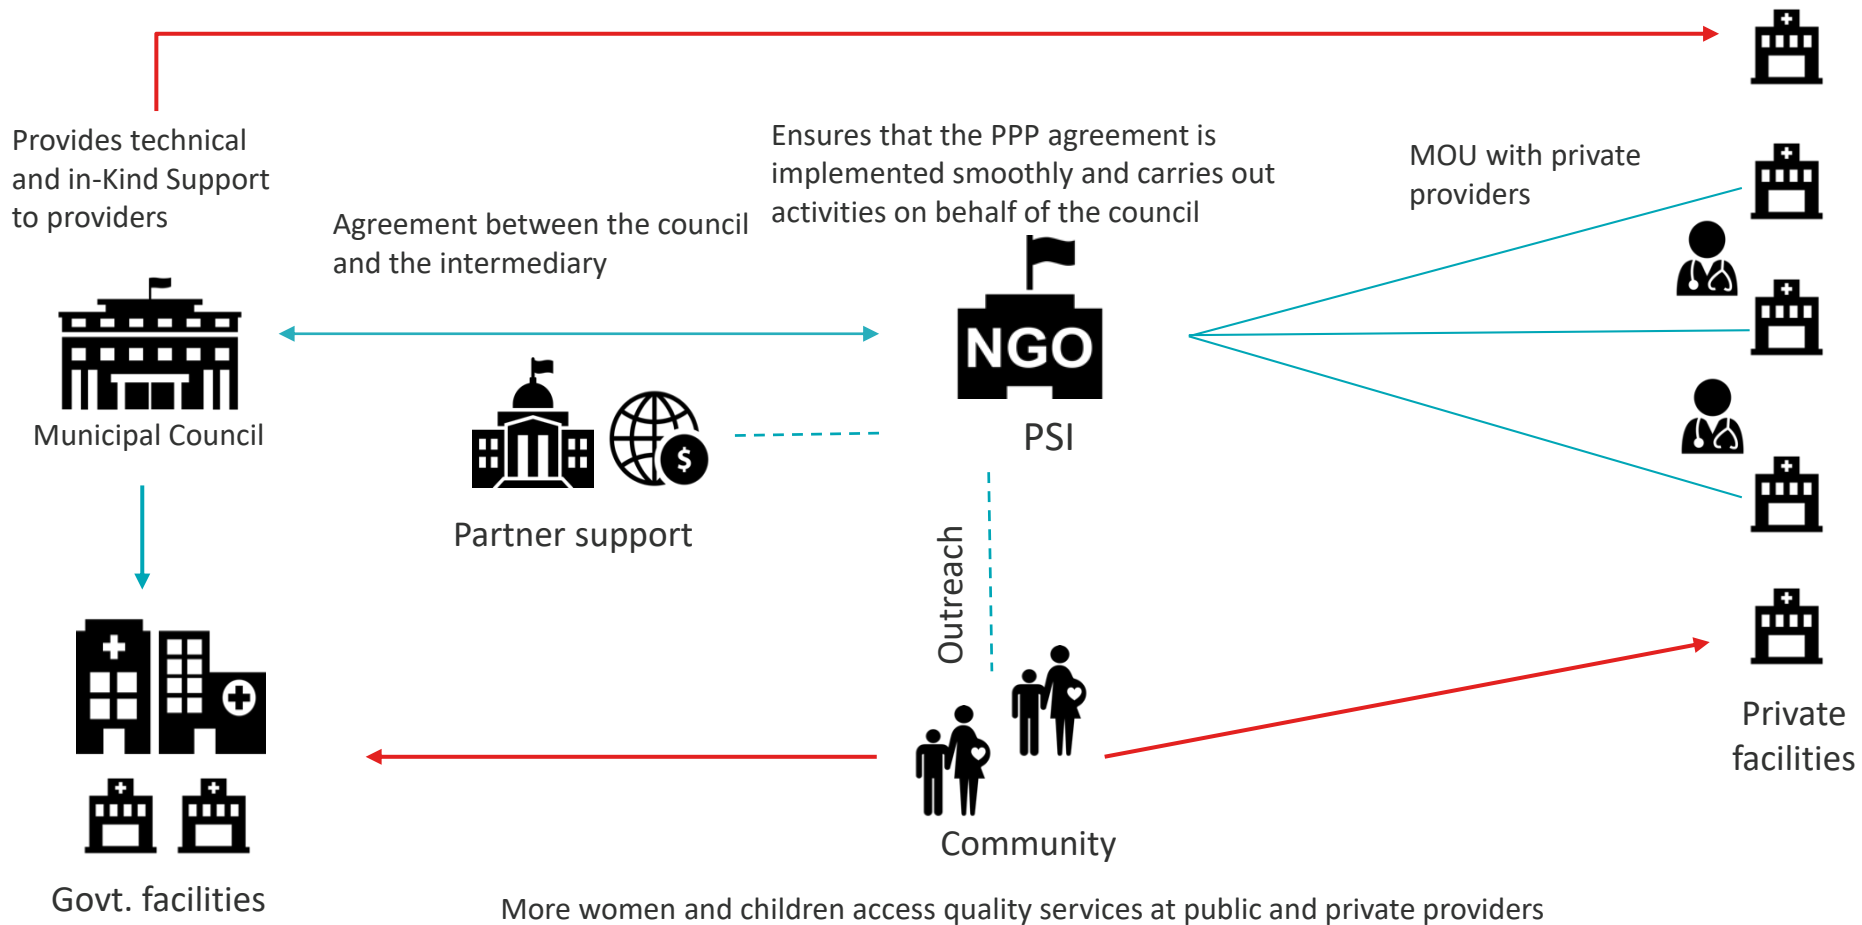 Provides technical
and in-Kind Support
to providers
Agreement between the council
and the intermediary
Ensures that the PPP agreement is
implemented smoothly and carries out
activities on behalf of the council
MOU with private
providers
NGO
PSI
Municipal Council
$
Partner support
Outreach
Private
facilities
Community
Govt. facilities
More women and children access quality services at public and private providers